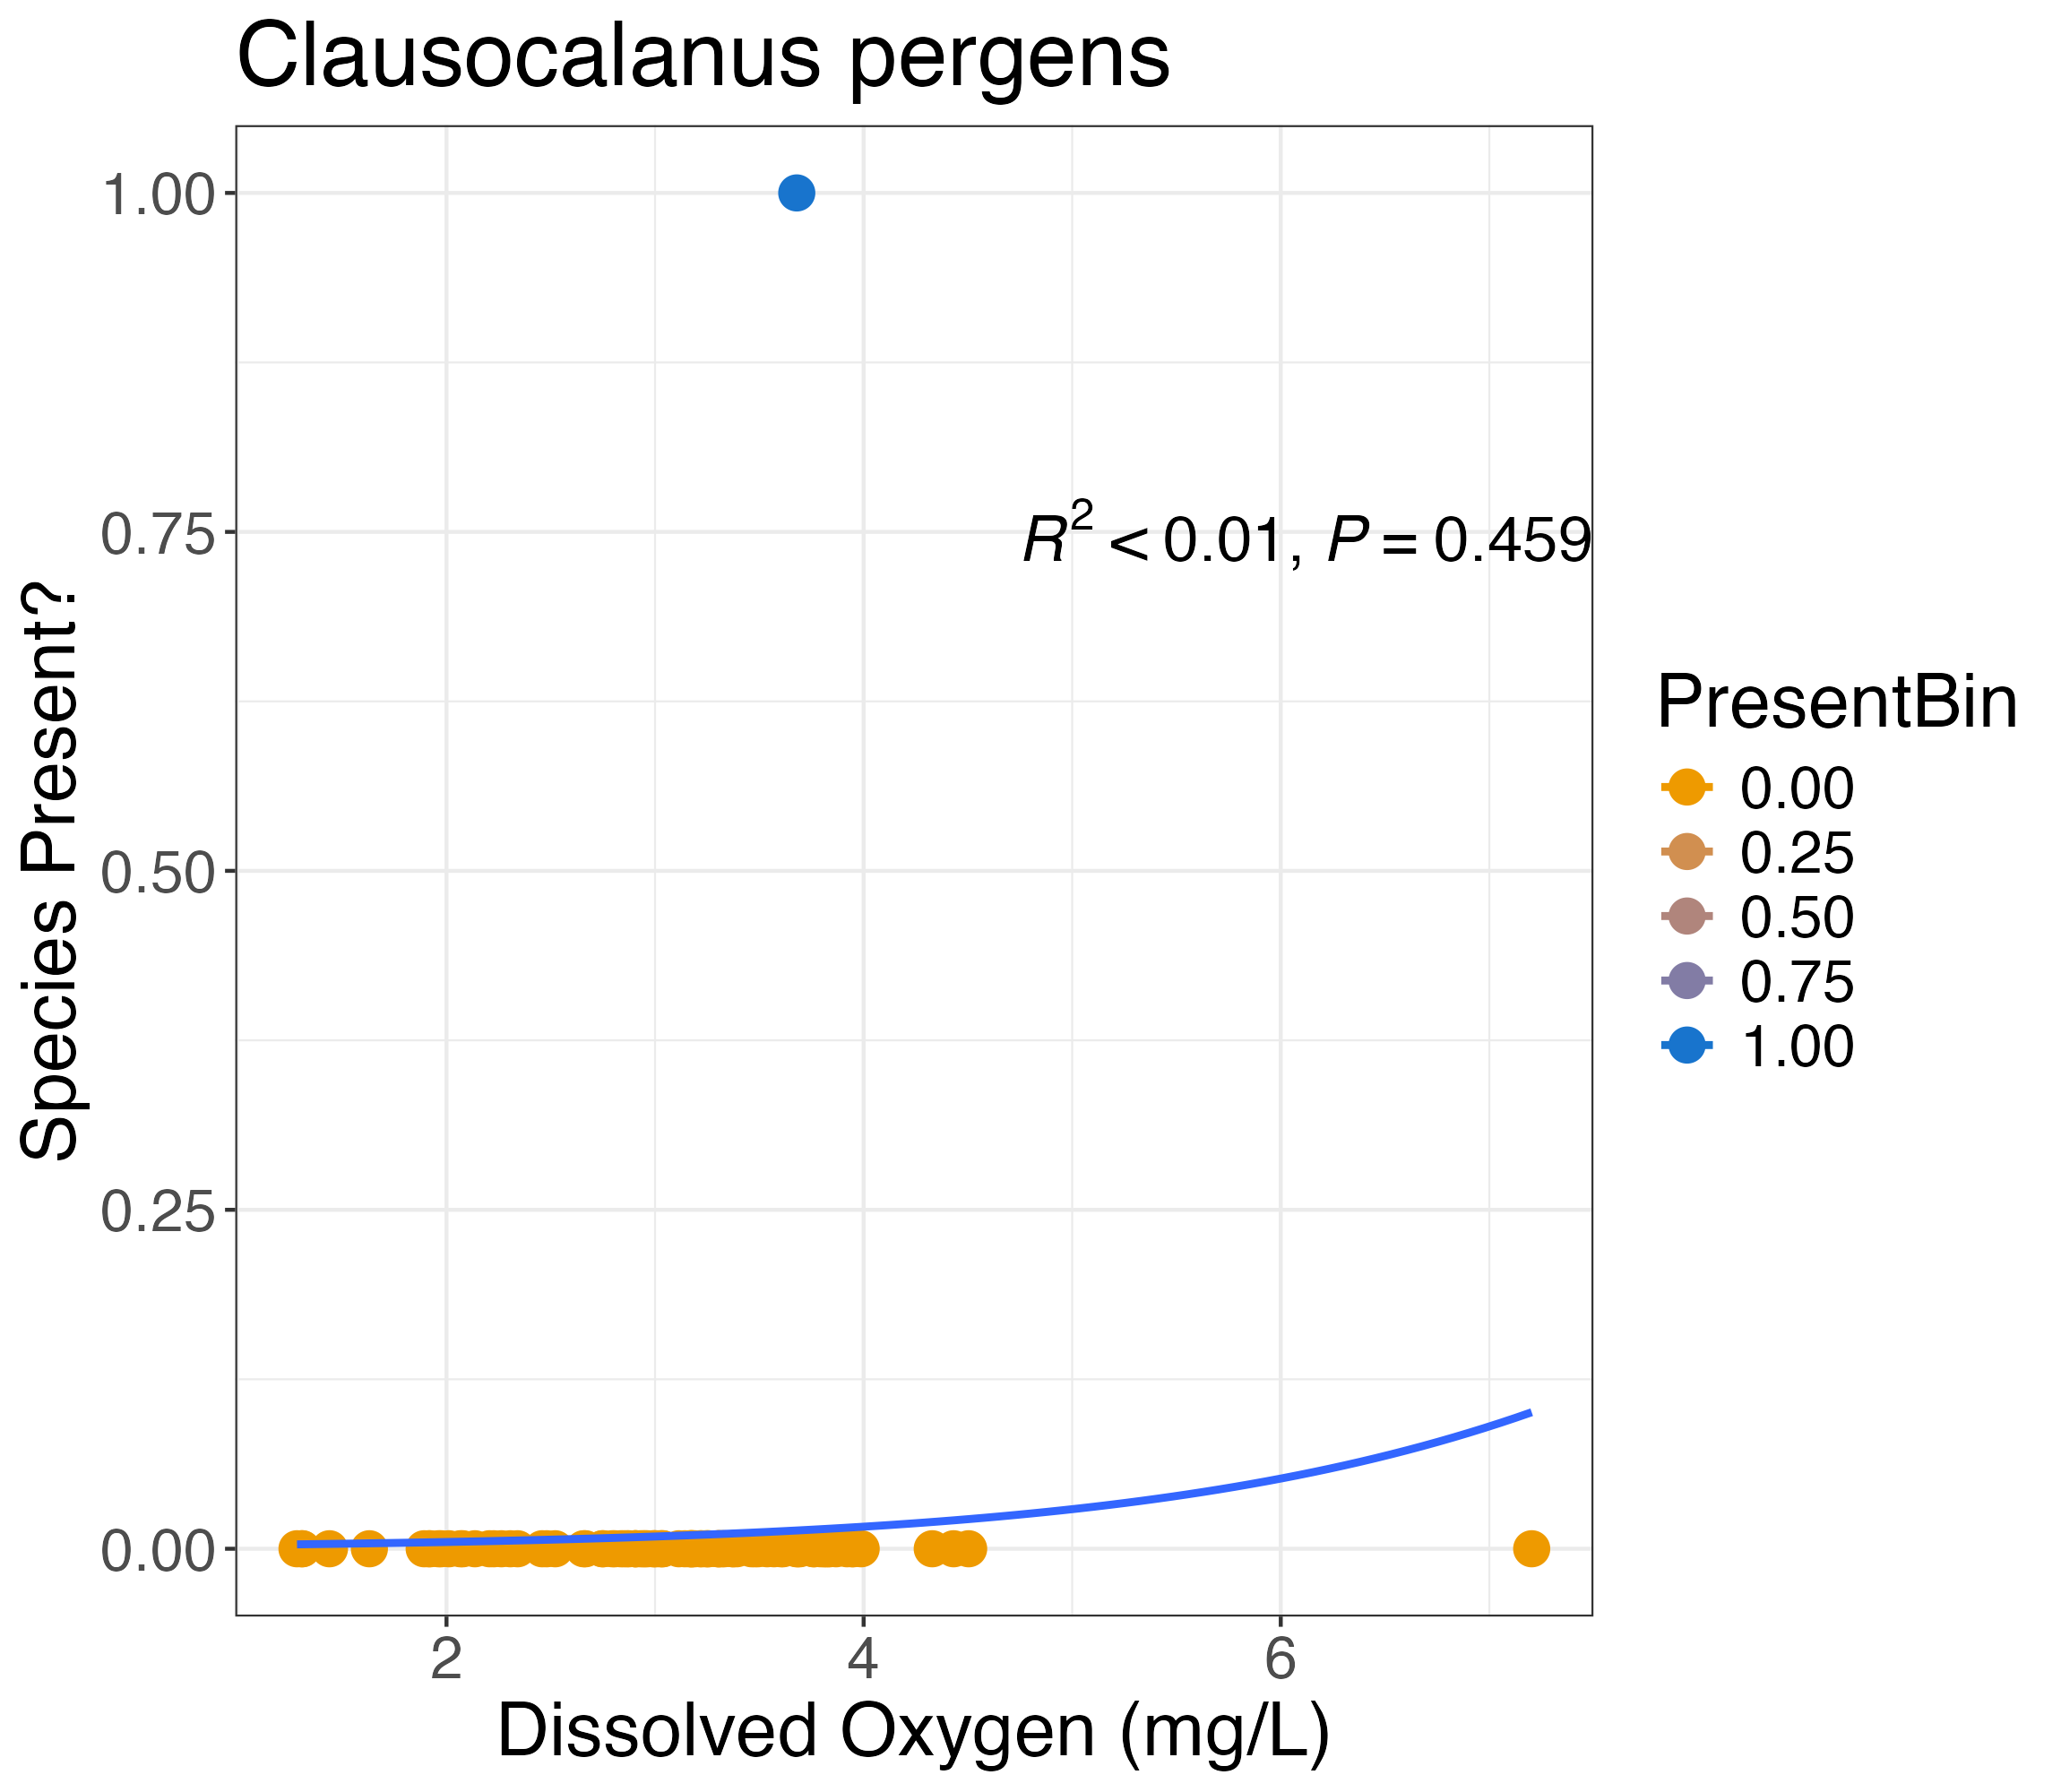 Clausocalanus pergens
Species Present?
1.00
0.75
0.50
0.25
0.00
R² < 0.01, P = 0.459
2 4 6
Dissolved Oxygen (mg/L)
PresentBin
0.00
0.25
0.50
0.75
1.00